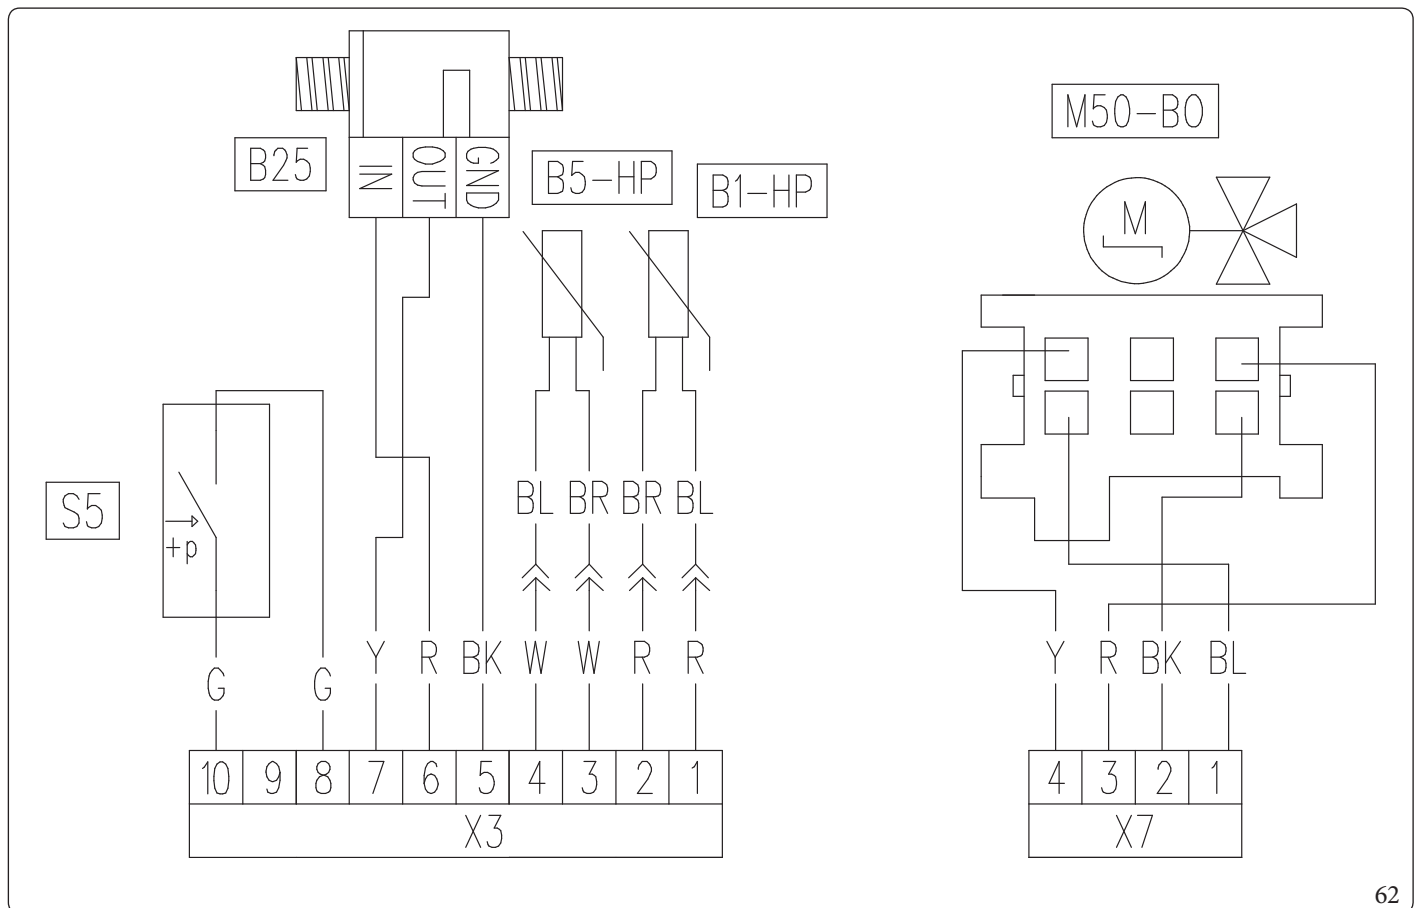 B25
IN
OUT
GND
B5-HP
B1-HP
M50-BO
M
S5
+p
BL BR BR BL
G G Y R BK W W R R
Y R BK BL
10 9 8 7 6 5 4 3 2 1
X3
4 3 2 1
X7
62